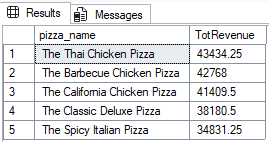 Results Messages
pizza_name TotRevenue
1 The Thai Chicken Pizza 43434.25
2 The Barbecue Chicken Pizza 42768
3 The California Chicken Pizza 41409.5
4 The Classic Deluxe Pizza 38180.5
5 The Spicy Italian Pizza 34831.25